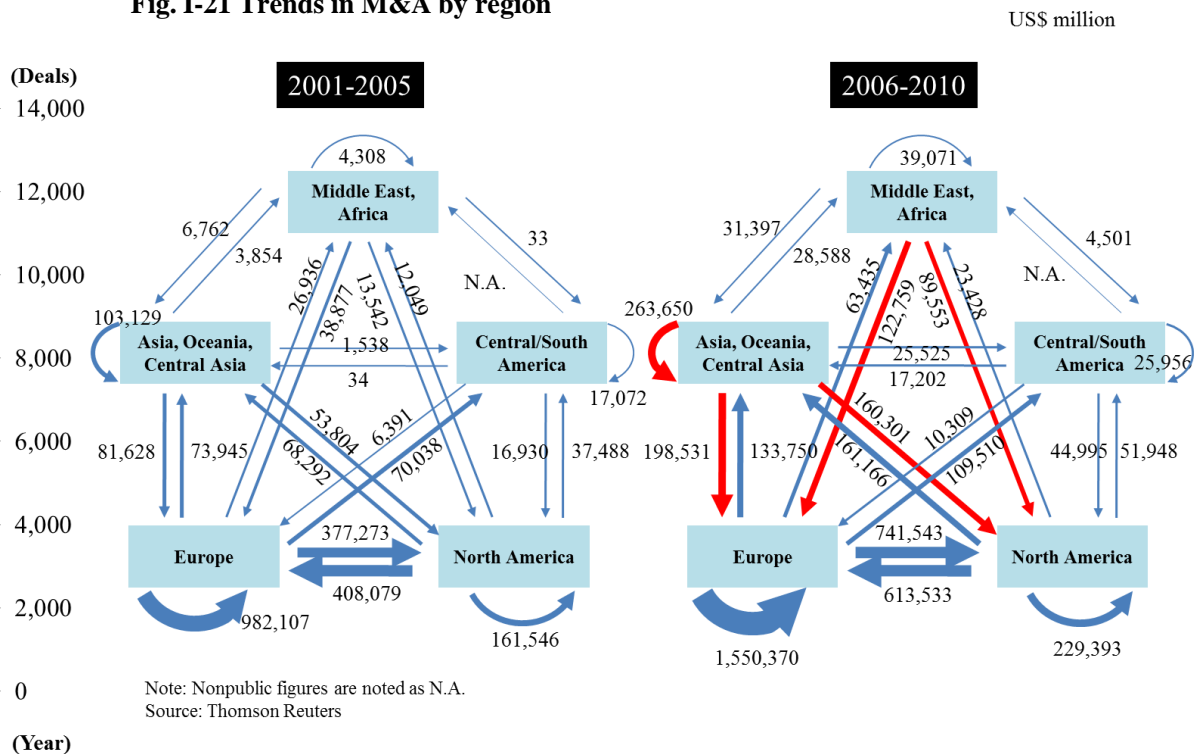 Fig. I-21 Trends in M&A by region
US$ million
(Deals)
14,000
12,000
10,000
8,000
6,000
4,000
2,000
0
(Year)
2001-2005
4,308
Middle East,
Africa
6,762
3,854
33
N.A.
26,936
38,877
13,542
12,049
103,129
Asia, Oceania,
Central Asia
1,538
34
Central/South
America
17,072
81,628
73,945
53,804
68,292
6,391
70,038
16,930
37,488
Europe
377,273
408,079
North America
982,107
161,546
2006-2010
39,071
Middle East,
Africa
31,397
28,588
4,501
N.A.
63,435
122,759
89,553
23,428
263,650
Asia, Oceania,
Central Asia
25,525
17,202
Central/South
America
25,956
198,531
133,750
160,301
161,166
10,309
109,510
44,995
51,948
Europe
741,543
613,533
North America
1,550,370
229,393
Note: Nonpublic figures are noted as N.A.
Source: Thomson Reuters